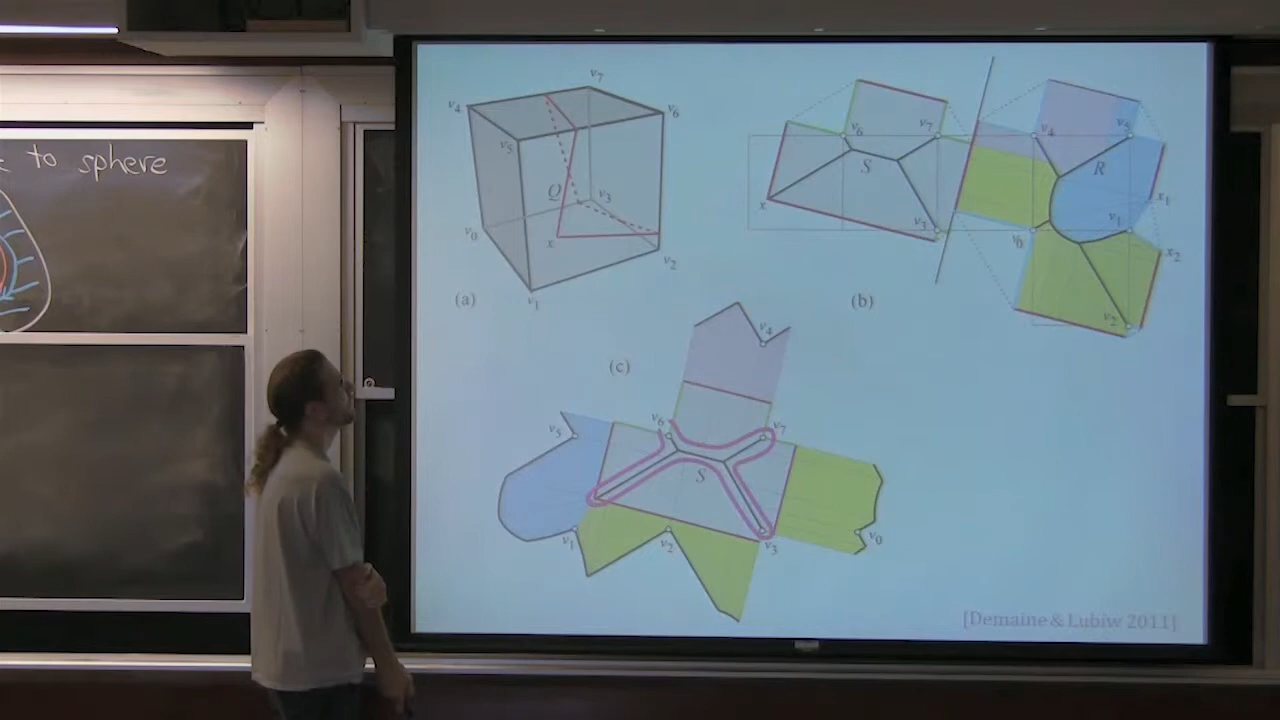 to sphere
v7
v4
v6
v5
Q
v3
v0
x
v2
v1
(a)
v6
v7
S
x
v3
v4
v5
R
x1
v1
v0
x2
v2
(b)
(c)
v4
v6
v7
v5
S
v1
v2
v3
v0
[Demaine & Lubiw 2011]